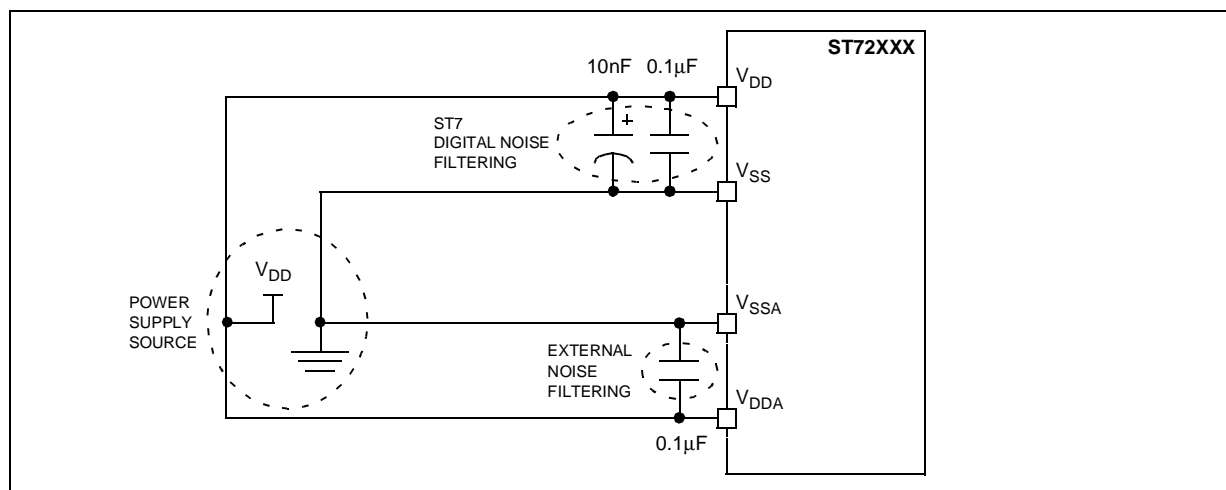 ST72XXX
10nF 0.1μF
VDD
ST7
DIGITAL NOISE
FILTERING
+
VSS
VDD
POWER
SUPPLY
SOURCE
VSSA
EXTERNAL
NOISE
FILTERING
VDDA
0.1μF